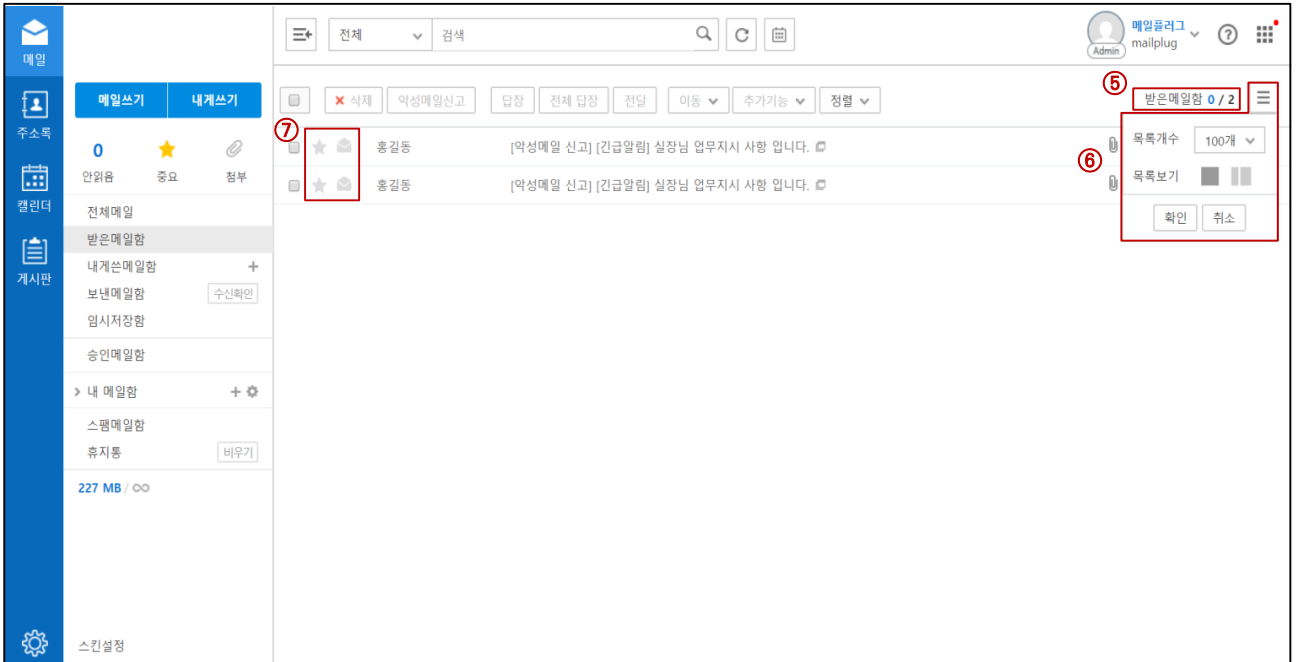 메일
주소록
캘린더
게시판
메일쓰기 내게쓰기
0
안읽음 중요 첨부
전체메일
받은메일함
내게쓴메일함
보낸메일함 수신확인
임시저장함
승인메일함
내 메일함
스팸메일함
휴지통 비우기
227 MB / ∞
스킨설정
전체 검색
Admin
메일플러그
mailplug
삭제 악성메일신고 답장 전체 답장 전달 이동 추가기능 정렬
⑤
받은메일함 0 / 2
⑦
홍길동 [악성메일 신고] [긴급알림] 실장님 업무지시 사항 입니다.
홍길동 [악성메일 신고] [긴급알림] 실장님 업무지시 사항 입니다.
⑥
목록개수 100개
목록보기
확인 취소